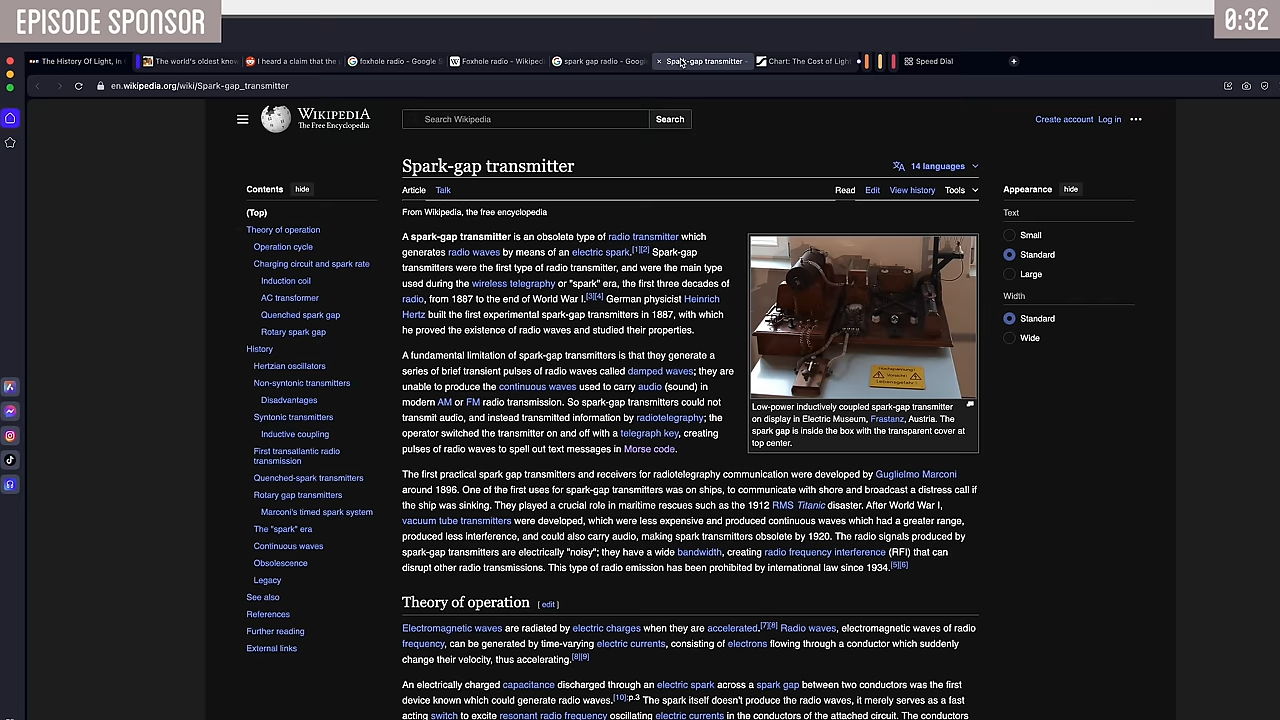 EPISODE SPONSOR
0:32
The History Of Light, in
The world's oldest know
I heard a claim that the
foxhole radio - Google S
Foxhole radio - Wikiped
spark gap radio - Googl
Spark-gap transmitter -
Chart: The Cost of Light
Speed Dial
en.wikipedia.org/wiki/Spark-gap_transmitter
WIKIPEDIA
The Free Encyclopedia
Search Wikipedia
Search
Create account
Log in
Contents
hide
(Top)
Theory of operation
Operation cycle
Charging circuit and spark rate
Induction coil
AC transformer
Quenched spark gap
Rotary spark gap
History
Hertzian oscillators
Non-syntonic transmitters
Disadvantages
Syntonic transmitters
Inductive coupling
First transatlantic radio
transmission
Quenched-spark transmitters
Rotary gap transmitters
Marconi's timed spark system
The "spark" era
Continuous waves
Obsolescence
Legacy
See also
References
Further reading
External links
Spark-gap transmitter
14 languages
Article
Talk
Read
Edit
View history
Tools
From Wikipedia, the free encyclopedia
A spark-gap transmitter is an obsolete type of radio transmitter which
generates radio waves by means of an electric spark.[1][2] Spark-gap
transmitters were the first type of radio transmitter, and were the main type
used during the wireless telegraphy or "spark" era, the first three decades of
radio, from 1887 to the end of World War I.[3][4] German physicist Heinrich
Hertz built the first experimental spark-gap transmitters in 1887, with which
he proved the existence of radio waves and studied their properties.
A fundamental limitation of spark-gap transmitters is that they generate a
series of brief transient pulses of radio waves called damped waves; they are
unable to produce the continuous waves used to carry audio (sound) in
modern AM or FM radio transmission. So spark-gap transmitters could not
transmit audio, and instead transmitted information by radiotelegraphy; the
operator switched the transmitter on and off with a telegraph key, creating
pulses of radio waves to spell out text messages in Morse code.
Low-power inductively coupled spark-gap transmitter
on display in Electric Museum, Frastanz, Austria. The
spark gap is inside the box with the transparent cover at
top center.
The first practical spark gap transmitters and receivers for radiotelegraphy communication were developed by Guglielmo Marconi
around 1896. One of the first uses for spark-gap transmitters was on ships, to communicate with shore and broadcast a distress call if
the ship was sinking. They played a crucial role in maritime rescues such as the 1912 RMS Titanic disaster. After World War I,
vacuum tube transmitters were developed, which were less expensive and produced continuous waves which had a greater range,
produced less interference, and could also carry audio, making spark transmitters obsolete by 1920. The radio signals produced by
spark-gap transmitters are electrically "noisy"; they have a wide bandwidth, creating radio frequency interference (RFI) that can
disrupt other radio transmissions. This type of radio emission has been prohibited by international law since 1934.[5][6]
Theory of operation [ edit ]
Electromagnetic waves are radiated by electric charges when they are accelerated.[7][8] Radio waves, electromagnetic waves of radio
frequency, can be generated by time-varying electric currents, consisting of electrons flowing through a conductor which suddenly
change their velocity, thus accelerating.[8][9]
An electrically charged capacitance discharged through an electric spark across a spark gap between two conductors was the first
device known which could generate radio waves.[10]:p.3 The spark itself doesn't produce the radio waves, it merely serves as a fast
acting switch to excite resonant radio frequency oscillating electric currents in the conductors of the attached circuit. The conductors
Appearance
hide
Text
Small
Standard
Large
Width
Standard
Wide